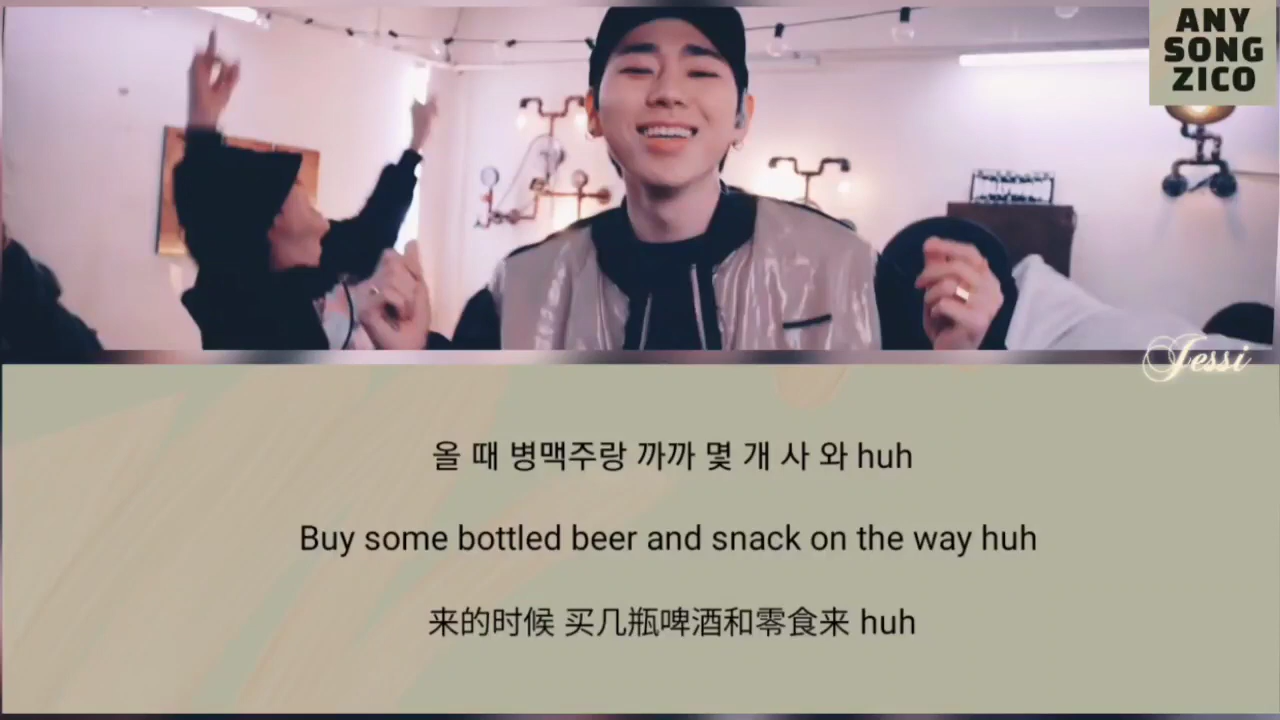 ANY
SONG
ZICO
Jessi
올 때 병맥주랑 까까 몇 개 사 와 huh
Buy some bottled beer and snack on the way huh
来的时候 买几瓶啤酒和零食来 huh